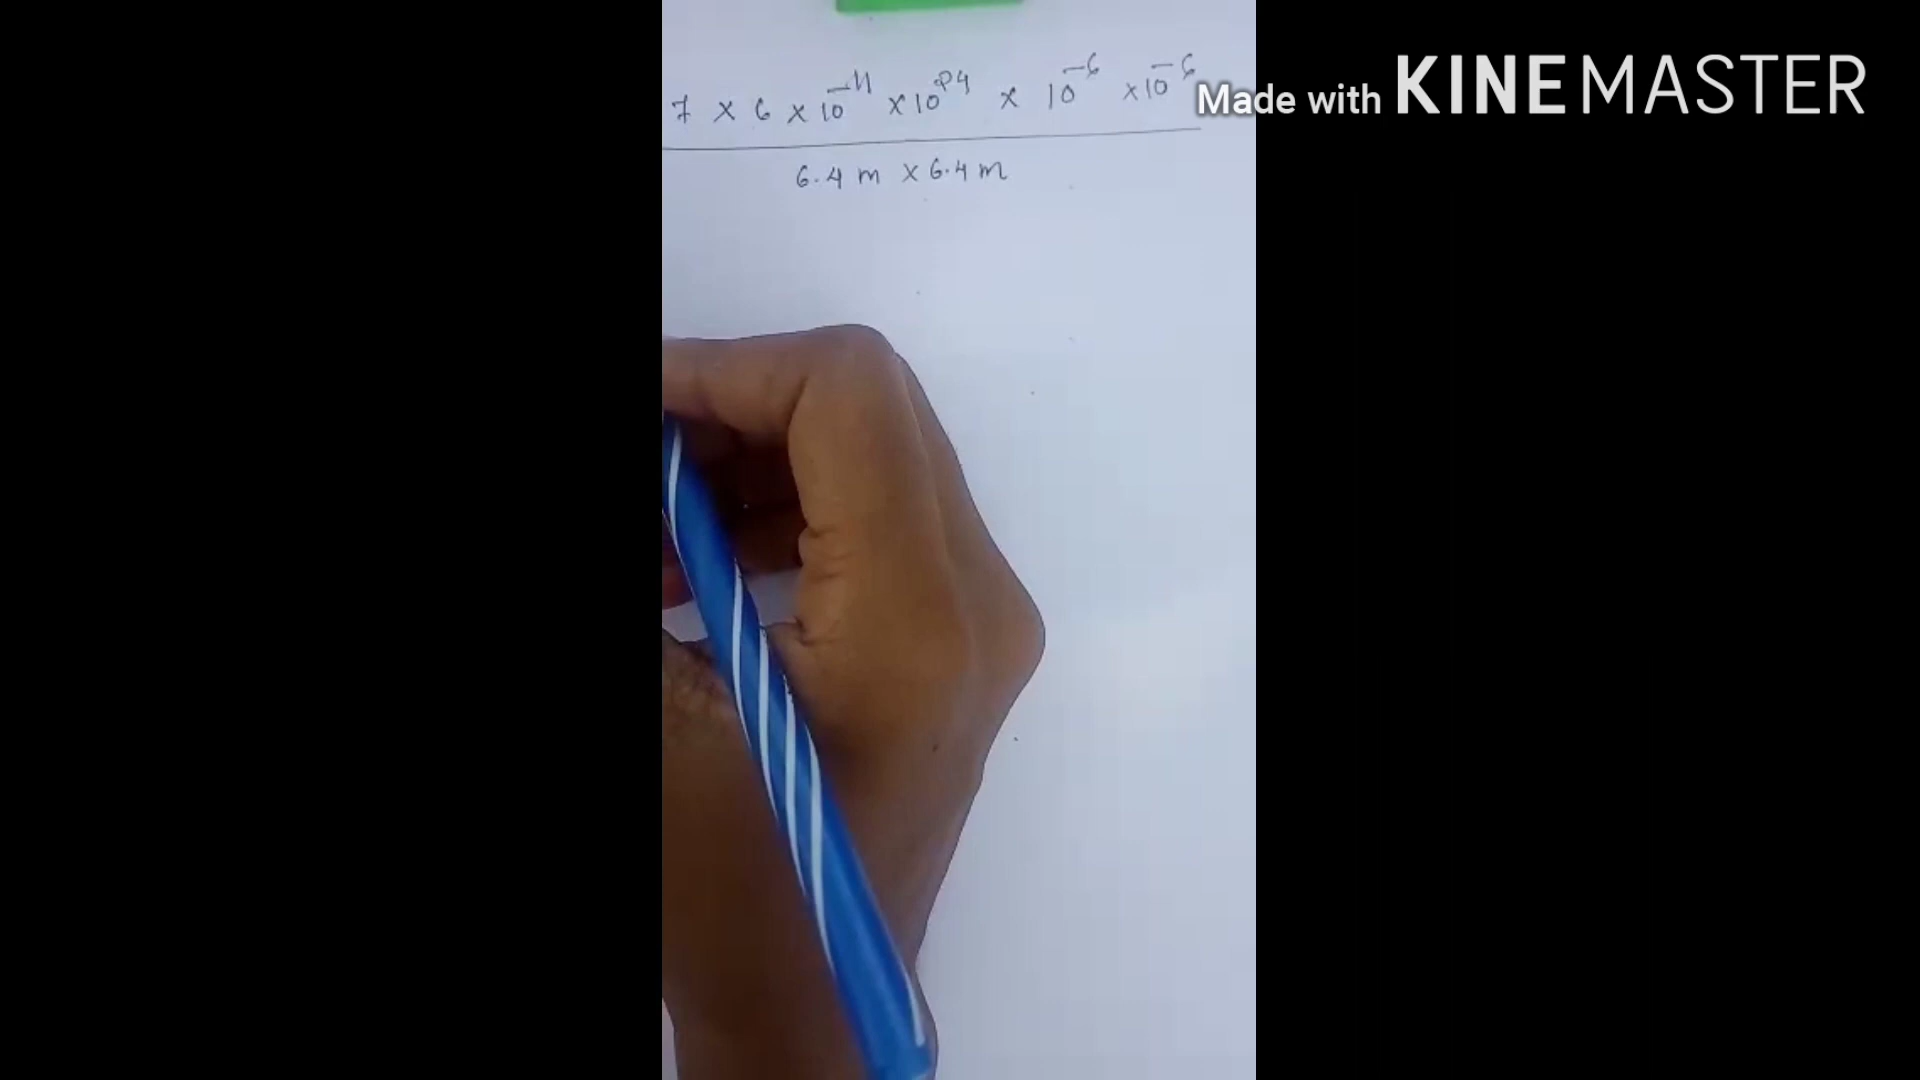 7 × 6 × 10⁻¹¹ × 10²⁴ × 10⁻⁶ × 10⁻⁶
6.4 m × 6.4 m
Made with KINEMASTER